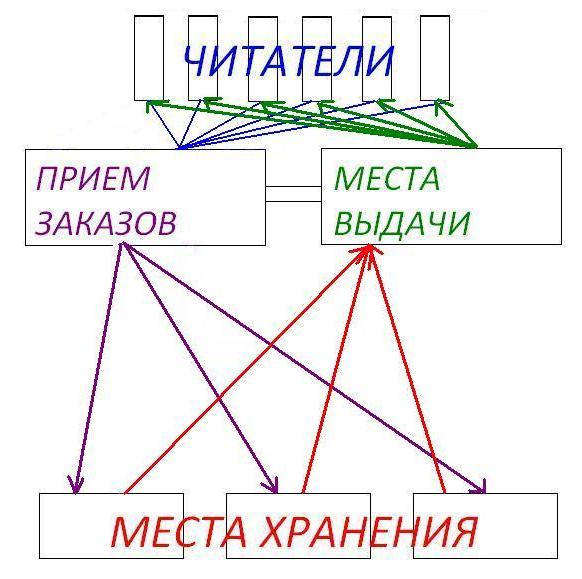 ЧИТАТЕЛИ
ПРИЕМ
ЗАКАЗОВ
МЕСТА
ВЫДАЧИ
МЕСТА ХРАНЕНИЯ